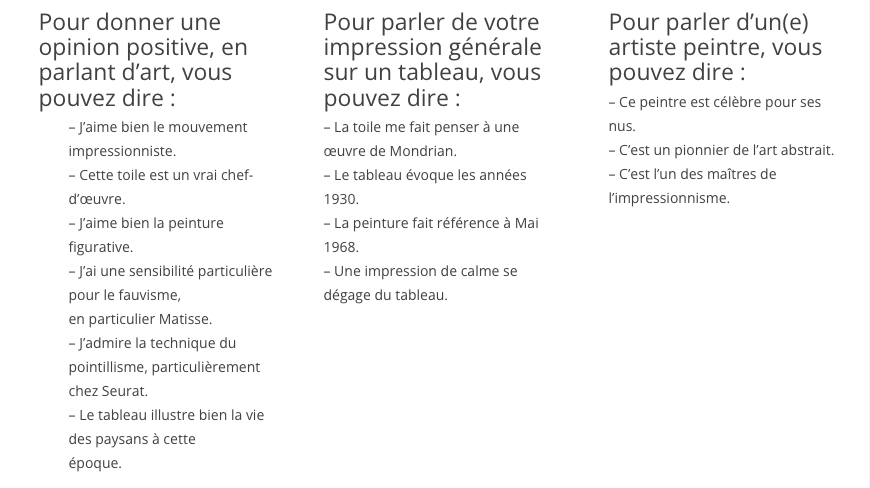 Pour donner une
opinion positive, en
parlant d’art, vous
pouvez dire :
– J’aime bien le mouvement
impressionniste.
– Cette toile est un vrai chef-
d’œuvre.
– J’aime bien la peinture
figurative.
– J’ai une sensibilité particulière
pour le fauvisme,
en particulier Matisse.
– J’admire la technique du
pointillisme, particulièrement
chez Seurat.
– Le tableau illustre bien la vie
des paysans à cette
époque.
Pour parler de votre
impression générale
sur un tableau, vous
pouvez dire :
– La toile me fait penser à une
œuvre de Mondrian.
– Le tableau évoque les années
1930.
– La peinture fait référence à Mai
1968.
– Une impression de calme se
dégage du tableau.
Pour parler d’un(e)
artiste peintre, vous
pouvez dire :
– Ce peintre est célèbre pour ses
nus.
– C’est un pionnier de l’art abstrait.
– C’est l’un des maîtres de
l’impressionnisme.